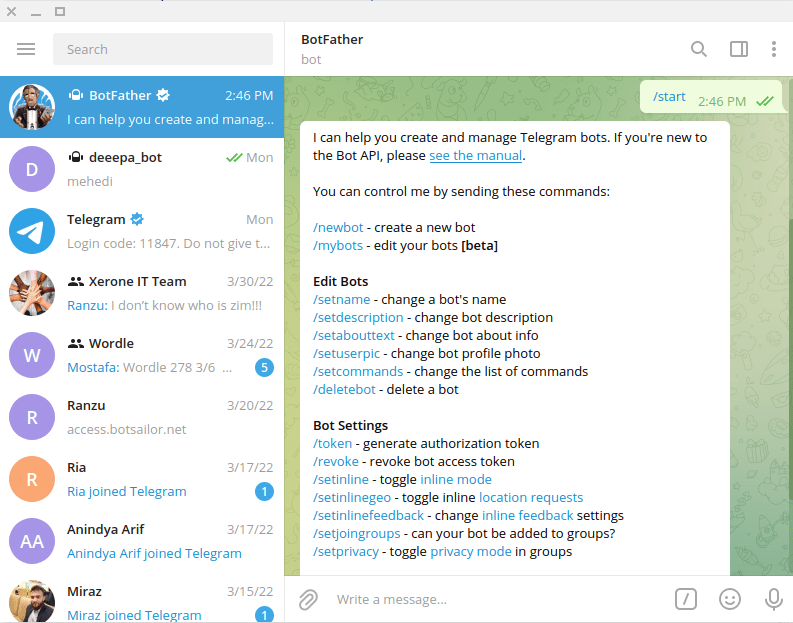 Search
BotFather 2:46 PM
I can help you create and manag...
D
deeepa_bot Mon
mehedi
Telegram Mon
Login code: 11847. Do not give t...
Xerone IT Team 3/30/22
Ranzu: I don't know who is zim!!!
W
Wordle 3/24/22
Mostafa: Wordle 278 3/6 ... 5
R
Ranzu 3/20/22
access.botsailor.net
R
Ria 3/17/22
Ria joined Telegram 1
AA
Anindya Arif 3/17/22
Anindya Arif joined Telegram
Miraz 3/15/22
Miraz joined Telegram 1
BotFather
bot
/start 2:46 PM
I can help you create and manage Telegram bots. If you're new to
the Bot API, please see the manual.
You can control me by sending these commands:
/newbot - create a new bot
/mybots - edit your bots [beta]
Edit Bots
/setname - change a bot's name
/setdescription - change bot description
/setabouttext - change bot about info
/setuserpic - change bot profile photo
/setcommands - change the list of commands
/deletebot - delete a bot
Bot Settings
/token - generate authorization token
/revoke - revoke bot access token
/setinline - toggle inline mode
/setinlinegeo - toggle inline location requests
/setinlinefeedback - change inline feedback settings
/setjoingroups - can your bot be added to groups?
/setprivacy - toggle privacy mode in groups
Write a message...